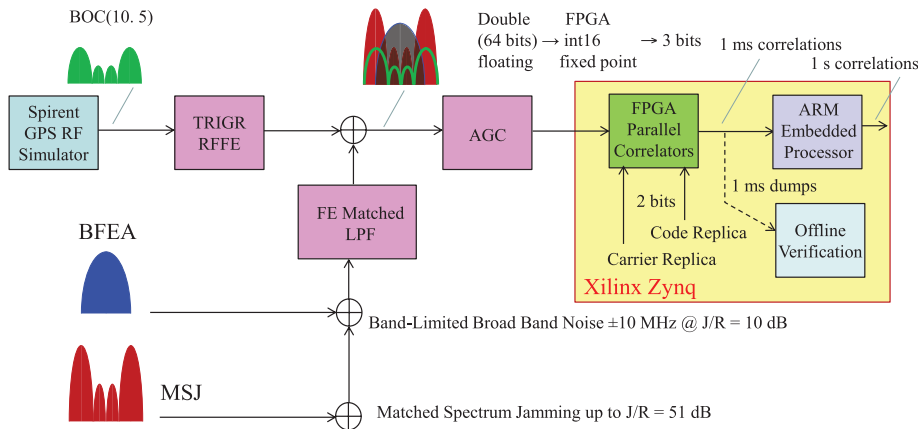 BOC(10. 5)
Double
(64 bits)
floating
→
FPGA
int16
fixed point
→ 3 bits
1 ms correlations
1 s correlations
Spirent
GPS RF
Simulator
TRIGR
RFFE
AGC
FPGA
Parallel
Correlators
ARM
Embedded
Processor
FE Matched
LPF
2 bits
1 ms dumps
Code Replica
Carrier Replica
Offline
Verification
Xilinx Zynq
BFEA
Band-Limited Broad Band Noise ±10 MHz @ J/R = 10 dB
MSJ
Matched Spectrum Jamming up to J/R = 51 dB